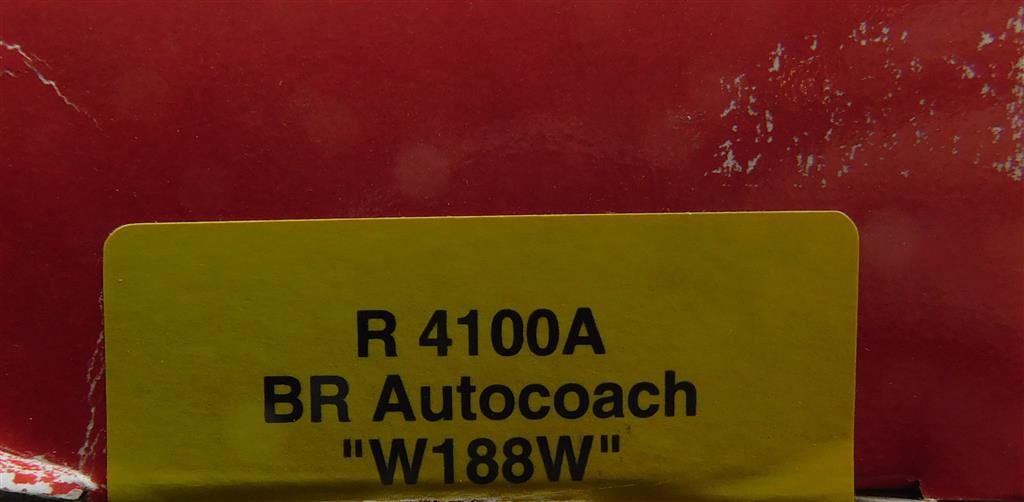 R 4100A
BR Autocoach
"W188W"